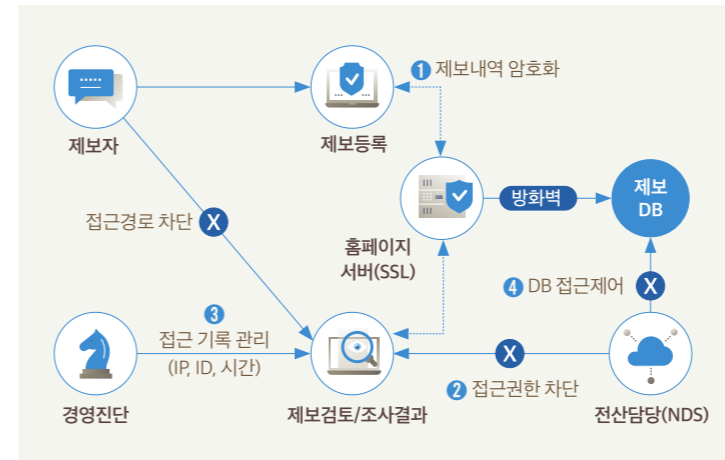 ① 제보내역 암호화
제보자
제보등록
제보
DB
방화벽
접근경로 차단 X
홈페이지
서버(SSL)
④ DB 접근제어 X
③
접근 기록 관리
(IP, ID, 시간)
X
② 접근권한 차단
경영진단
제보검토/조사결과
전산담당(NDS)